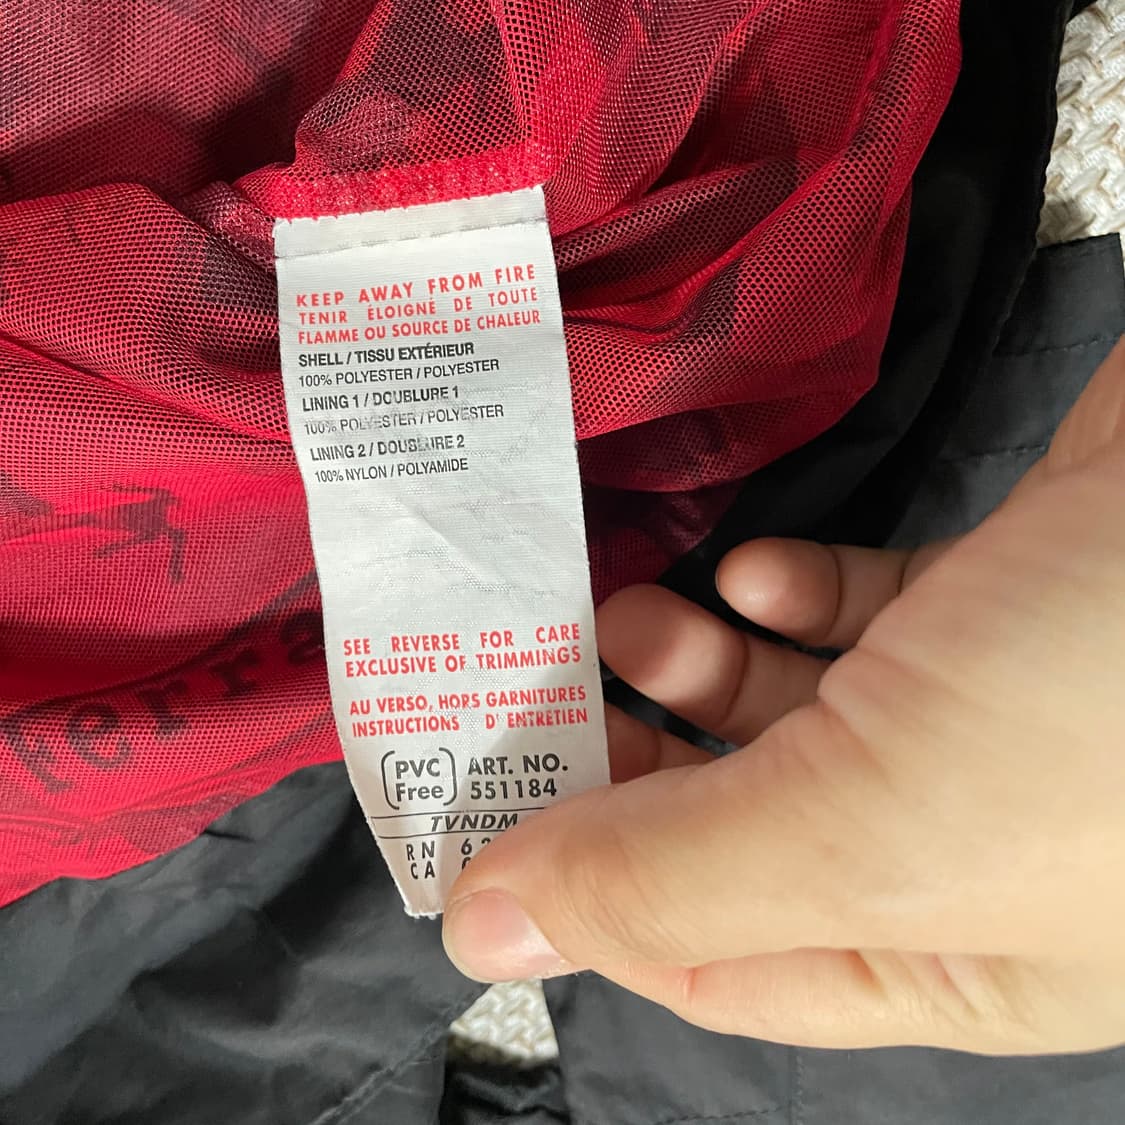 KEEP AWAY FROM FIRE
TENIR ÉLOIGNÉ DE TOUTE
FLAMME OU SOURCE DE CHALEUR
SHELL / TISSU EXTÉRIEUR
100% POLYESTER / POLYESTER
LINING 1 / DOUBLURE 1
100% POLYESTER / POLYESTER
LINING 2 / DOUBLURE 2
100% NYLON / POLYAMIDE
SEE REVERSE FOR CARE
EXCLUSIVE OF TRIMMINGS
AU VERSO, HORS GARNITURES
INSTRUCTIONS D' ENTRETIEN
PVC Free
ART. NO.
551184
TVNDM
RN 6
CA
Ferra